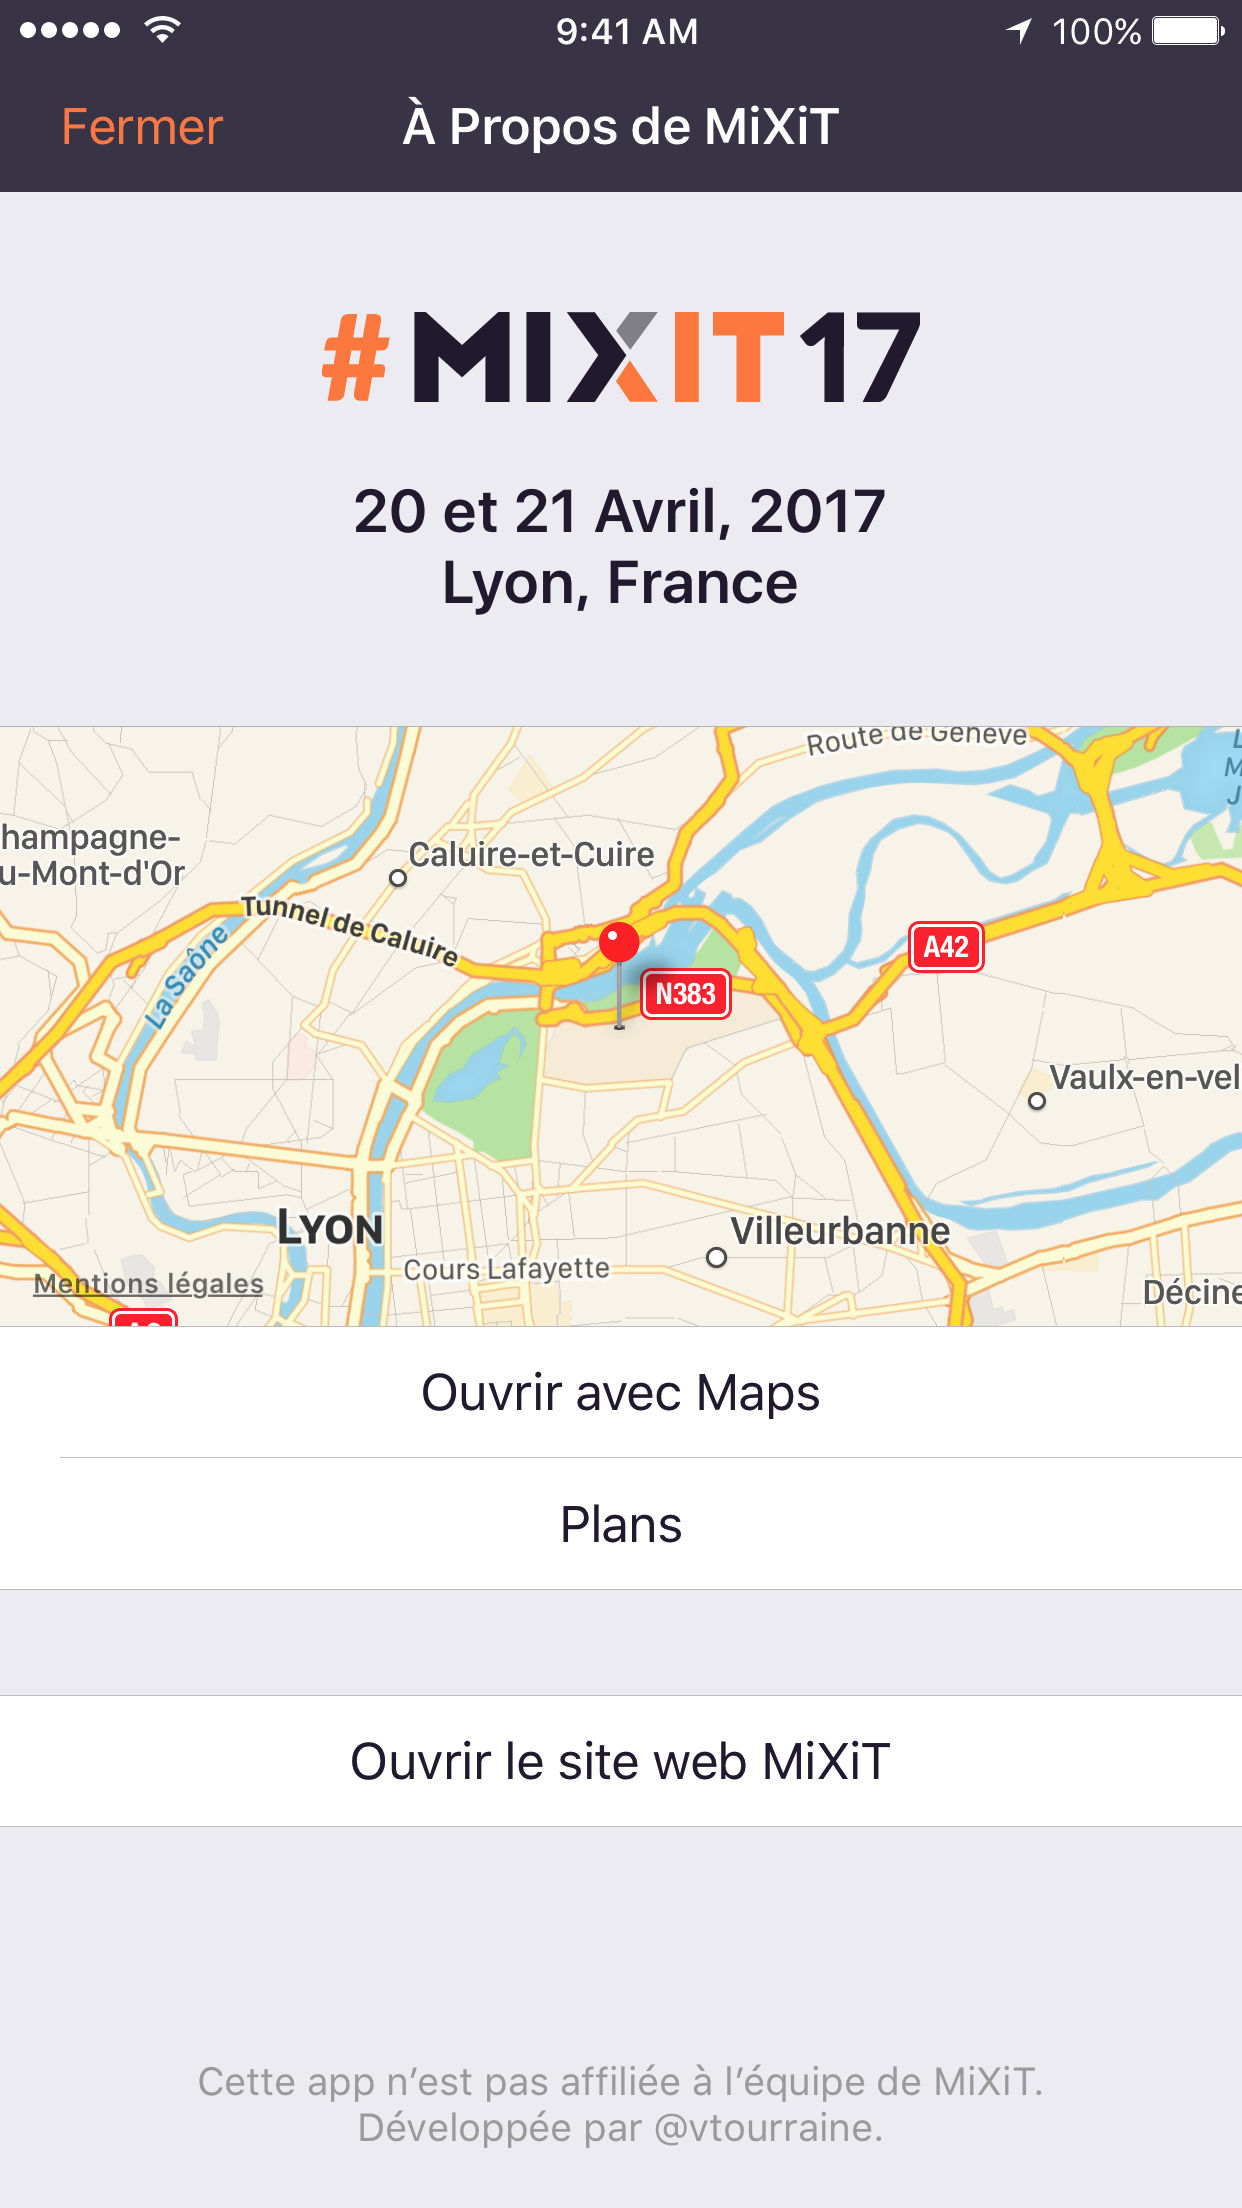 9:41 AM
100%
Fermer
À Propos de MiXiT
#MIXIT17
20 et 21 Avril, 2017
Lyon, France
Route de Genève
hampagne-
u-Mont-d'Or
Caluire-et-Cuire
Tunnel de Caluire
La Saône
A42
N383
Vaulx-en-vel
LYON
Villeurbanne
Cours Lafayette
Mentions légales
Décine
Ouvrir avec Maps
Plans
Ouvrir le site web MiXiT
Cette app n’est pas affiliée à l’équipe de MiXiT.
Développée par @vtourraine.